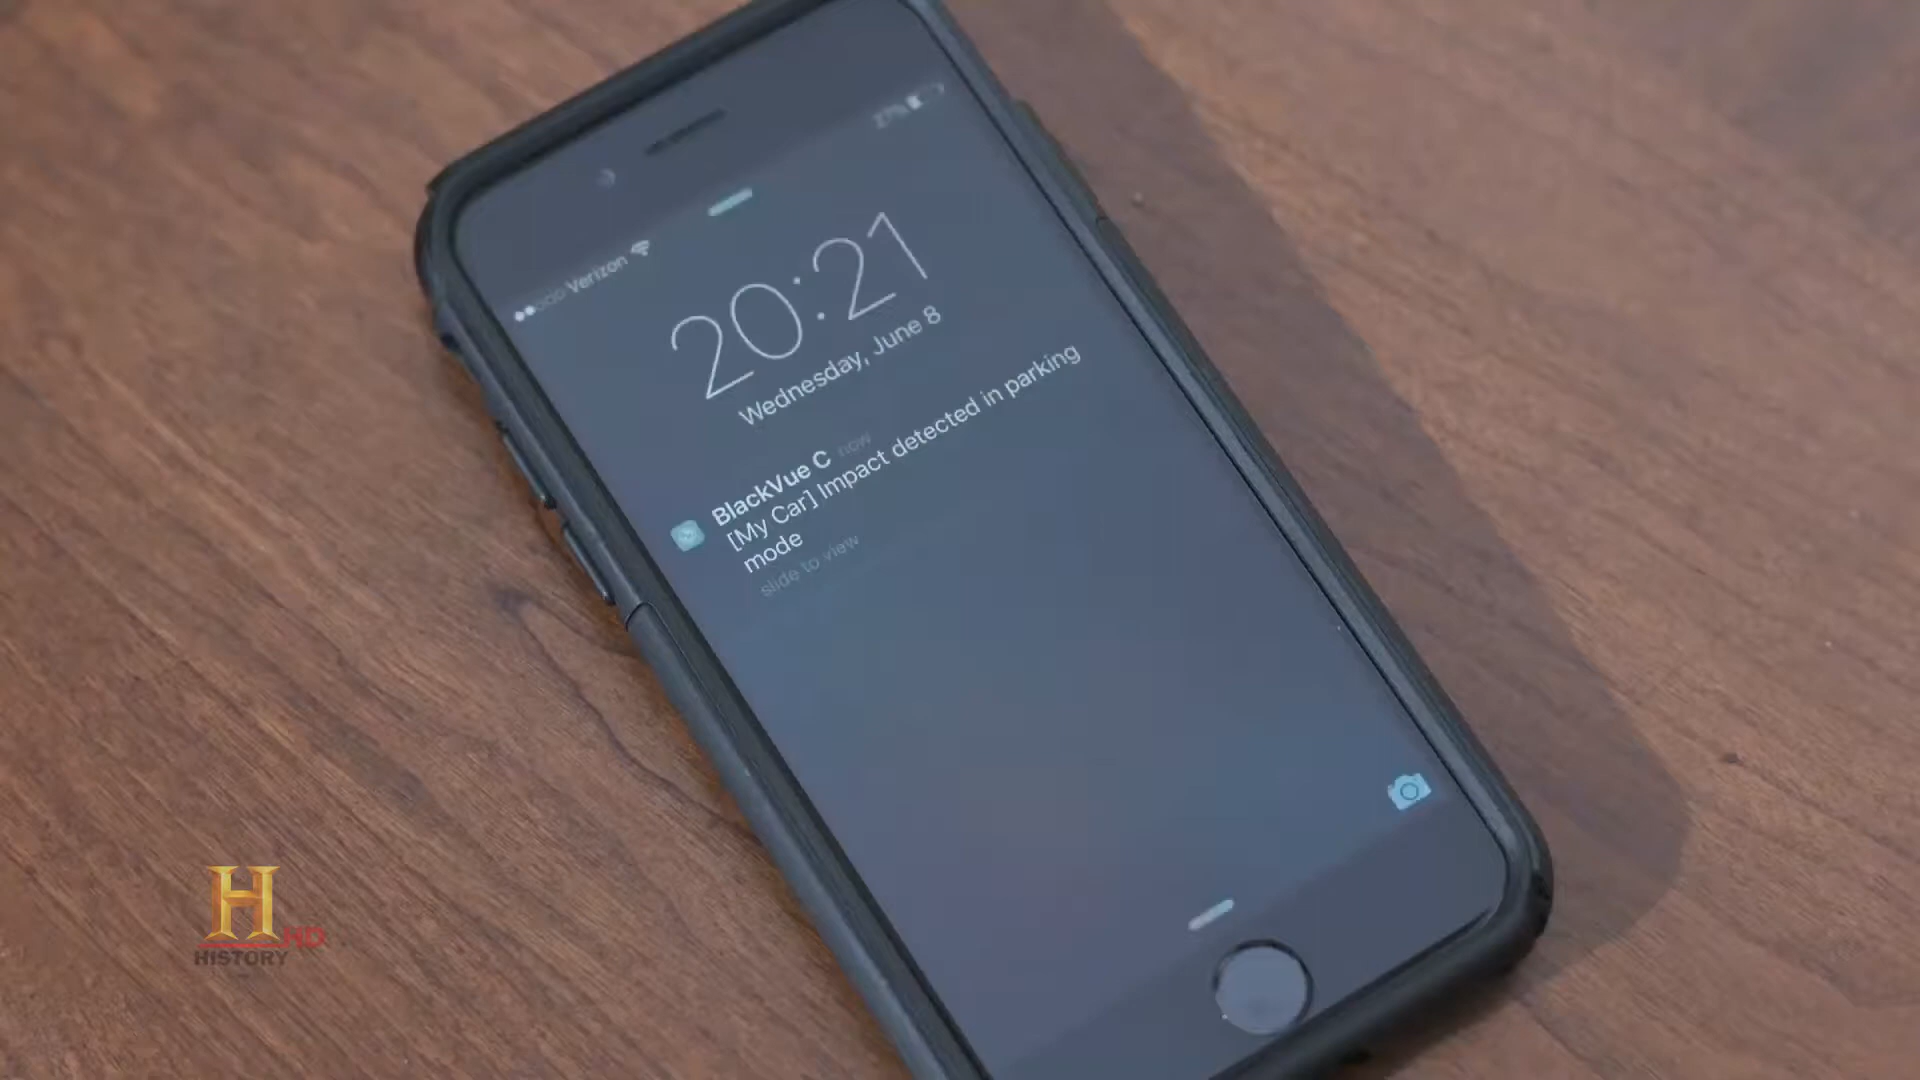 Verizon
27%
20:21
Wednesday, June 8
BlackVue C now
[My Car] Impact detected in parking
mode
slide to view
H
HD
HISTORY